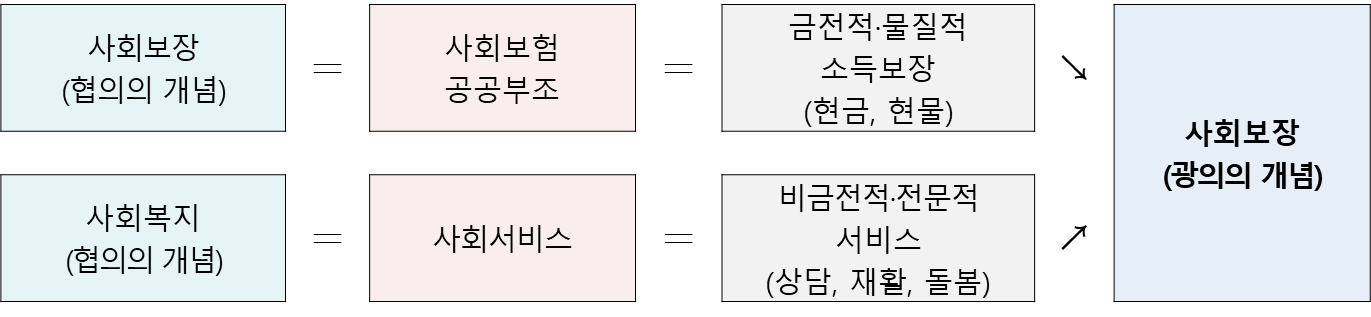 사회보장
(협의의 개념)
=
사회보험
공공부조
=
금전적·물질적
소득보장
(현금, 현물)
↘
사회복지
(협의의 개념)
=
사회서비스
=
비금전적·전문적
서비스
(상담, 재활, 돌봄)
↗
사회보장
(광의의 개념)